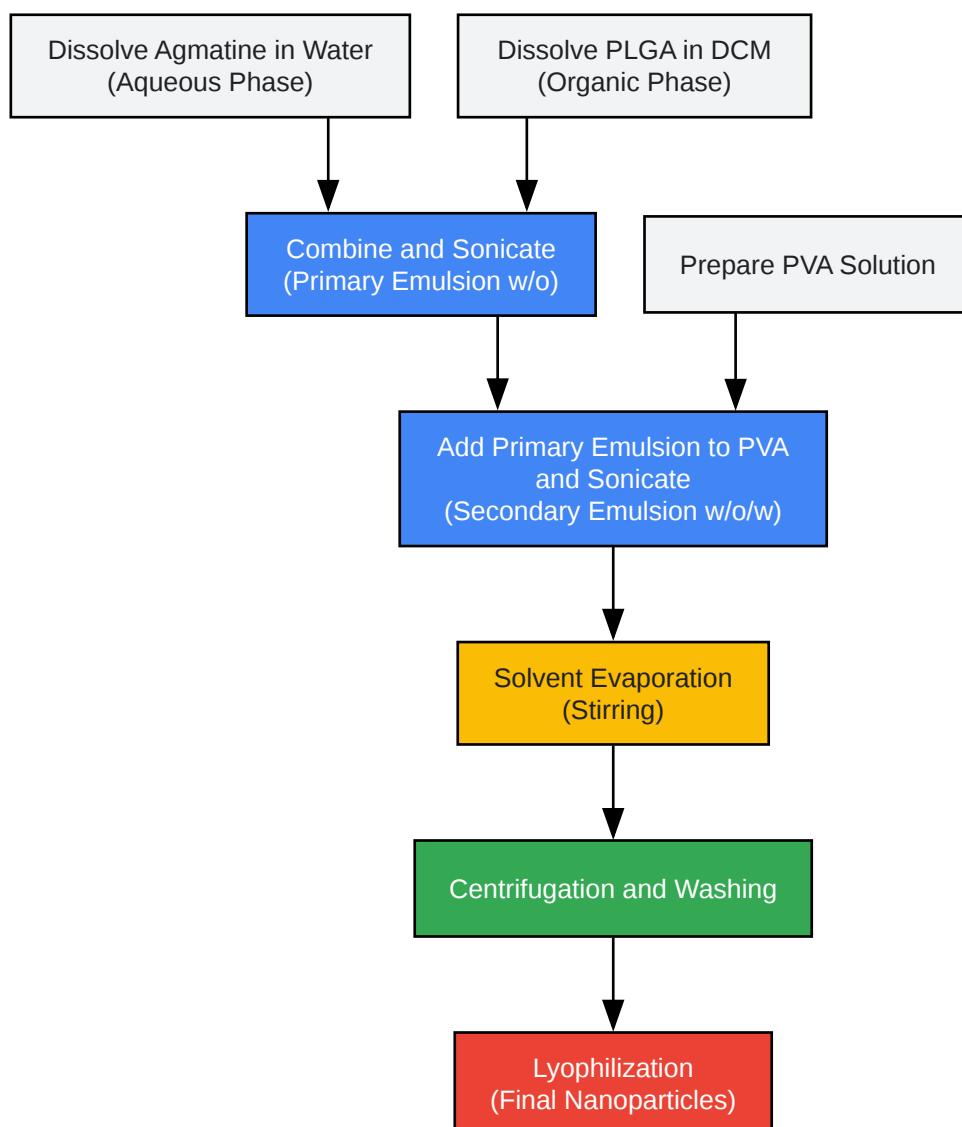 Dissolve Agmatine in Water
(Aqueous Phase)
Dissolve PLGA in DCM
(Organic Phase)
Combine and Sonicate
(Primary Emulsion w/o)
Prepare PVA Solution
Add Primary Emulsion to PVA
and Sonicate
(Secondary Emulsion w/o/w)
Solvent Evaporation
(Stirring)
Centrifugation and Washing
Lyophilization
(Final Nanoparticles)